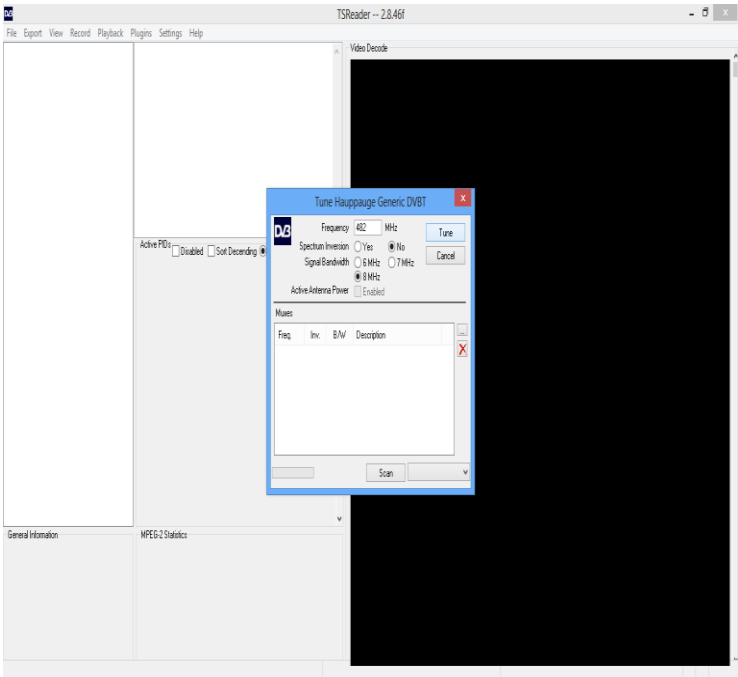 DVB TSReader -- 2.8.46f
File Export View Record Playback Plugins Settings Help
Video Decode
Tune Hauppauge Generic DVBT
DVB
Frequency 482 MHz
Tune
Spectrum Inversion Yes No
Signal Bandwidth 6 MHz 7 MHz
Cancel
8 MHz
Active Antenna Power Enabled
Active PIDs Disabled Sort Decending
Muxes
Freq. Inv. B/W Description
...
Scan
General Information
MPEG-2 Statistics